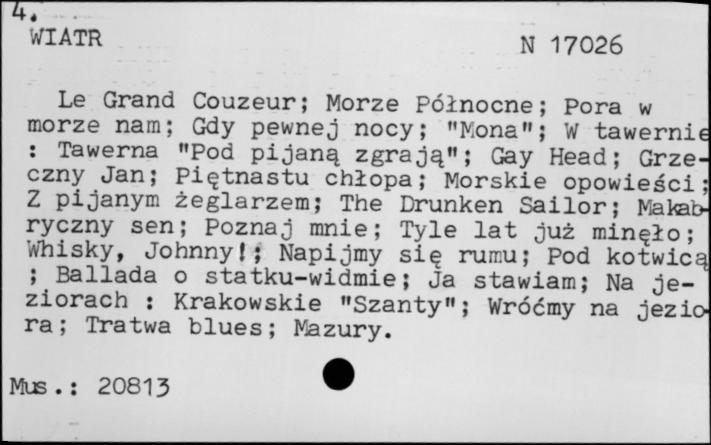 4.
WIATR
N 17026
Le Grand Couzeur; Morze Północne; Pora w
morze nam; Gdy pewnej nocy; "Mona"; W tawernie
: Tawerna "Pod pijaną zgrają"; Gay Head; Grze-
czny Jan; Piętnastu chłopa; Morskie opowieści;
Z pijanym żeglarzem; The Drunken Sailor; Makab-
ryczny sen; Poznaj mnie; Tyle lat już minęło;
Whisky, Johnny!; Napijmy się rumu; Pod kotwicą
; Ballada o statku-widmie; Ja stawiam; Na je-
ziorach : Krakowskie "Szanty"; Wróćmy na jezio-
ra; Tratwa blues; Mazury.
Mus.: 20813